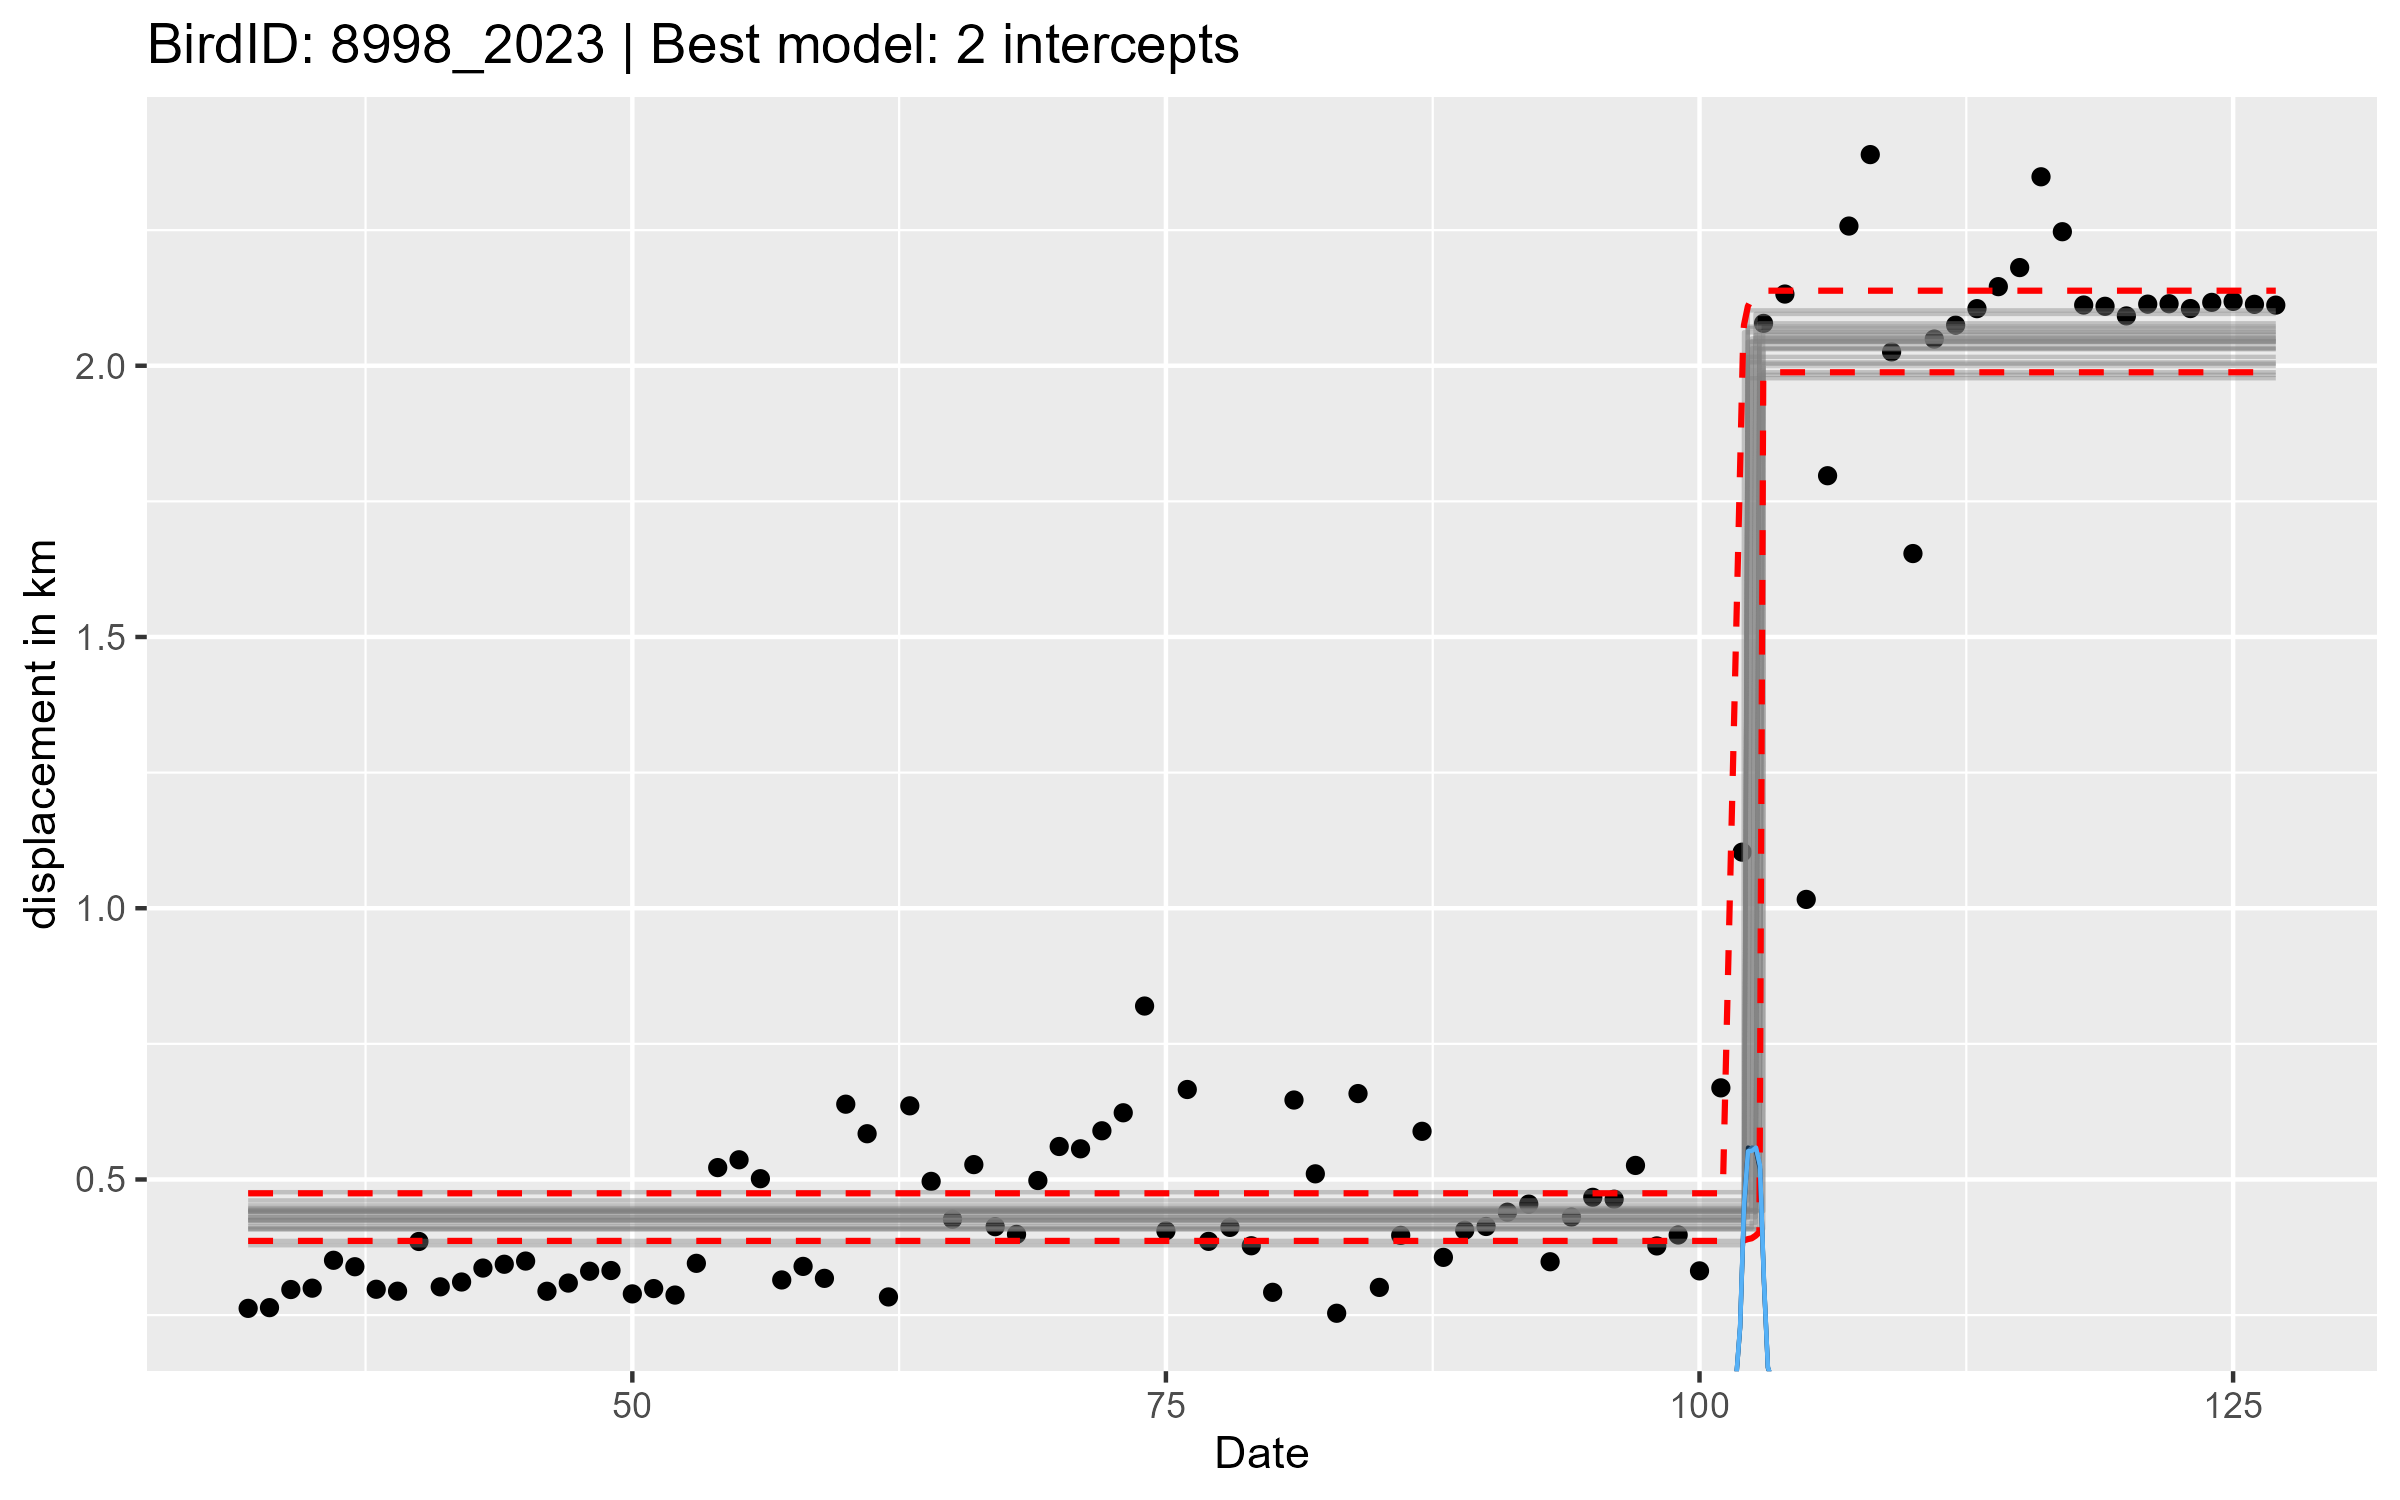 BirdID: 8998_2023 | Best model: 2 intercepts
displacement in km
2.0
1.5
1.0
0.5
50
75
100
125
Date